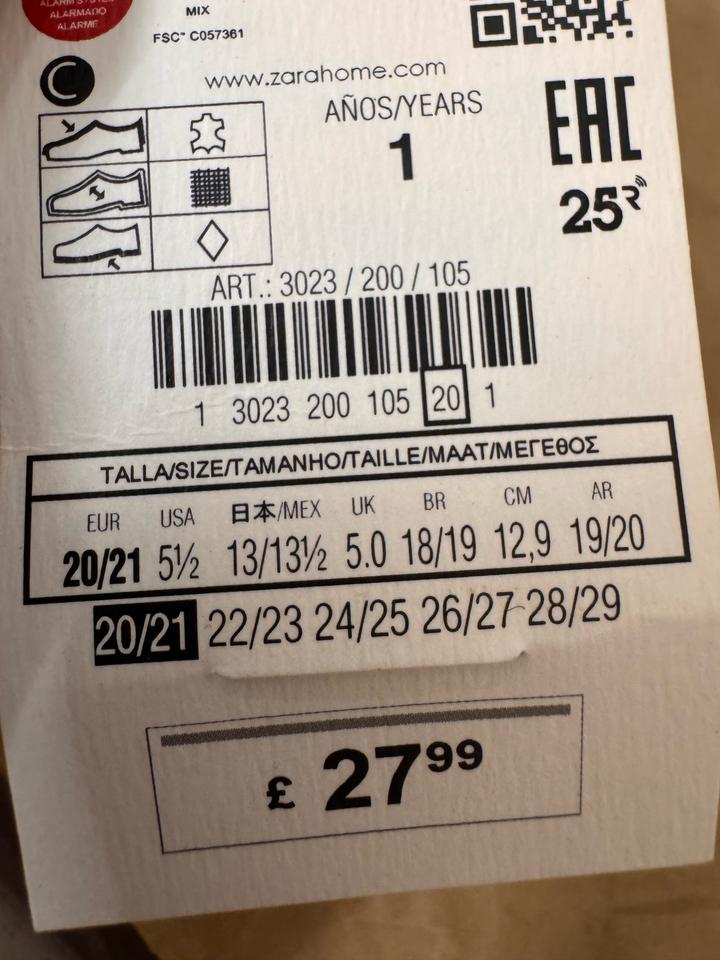 ALARMADO
ALARME
MIX
FSC™ C057361
www.zarahome.com
AÑOS/YEARS
1
EAC
25R
ART.: 3023 / 200 / 105
1 3023 200 105 20 1
TALLA/SIZE/TAMANHO/TAILLE/MAAT/ΜΕΓΕΘΟΣ
EUR USA 日本/MEX UK BR CM AR
20/21 5½ 13/13½ 5.0 18/19 12,9 19/20
20/21 22/23 24/25 26/27 28/29
£ 27⁹⁹